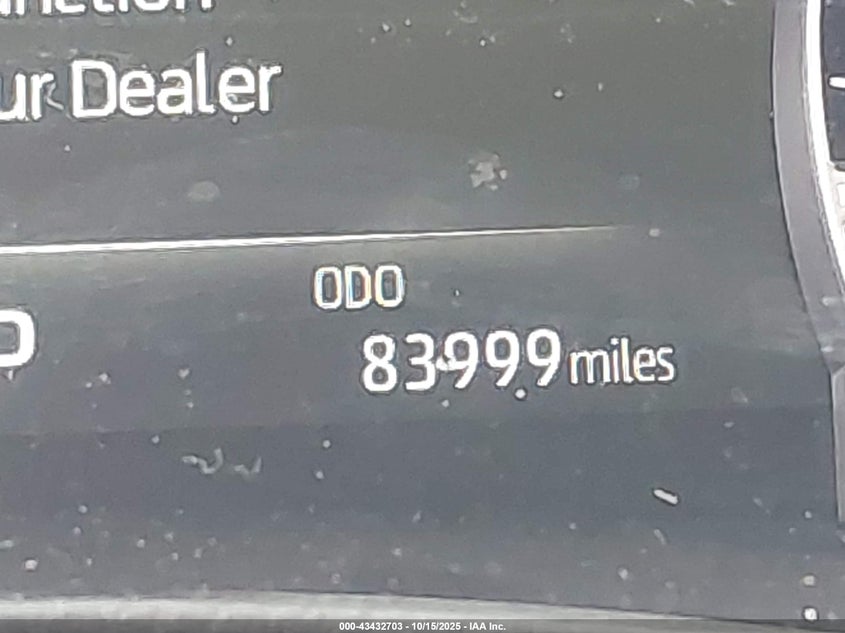 ur Dealer
ODO
83999 miles
000-43432703 - 10/15/2025 - IAA Inc.